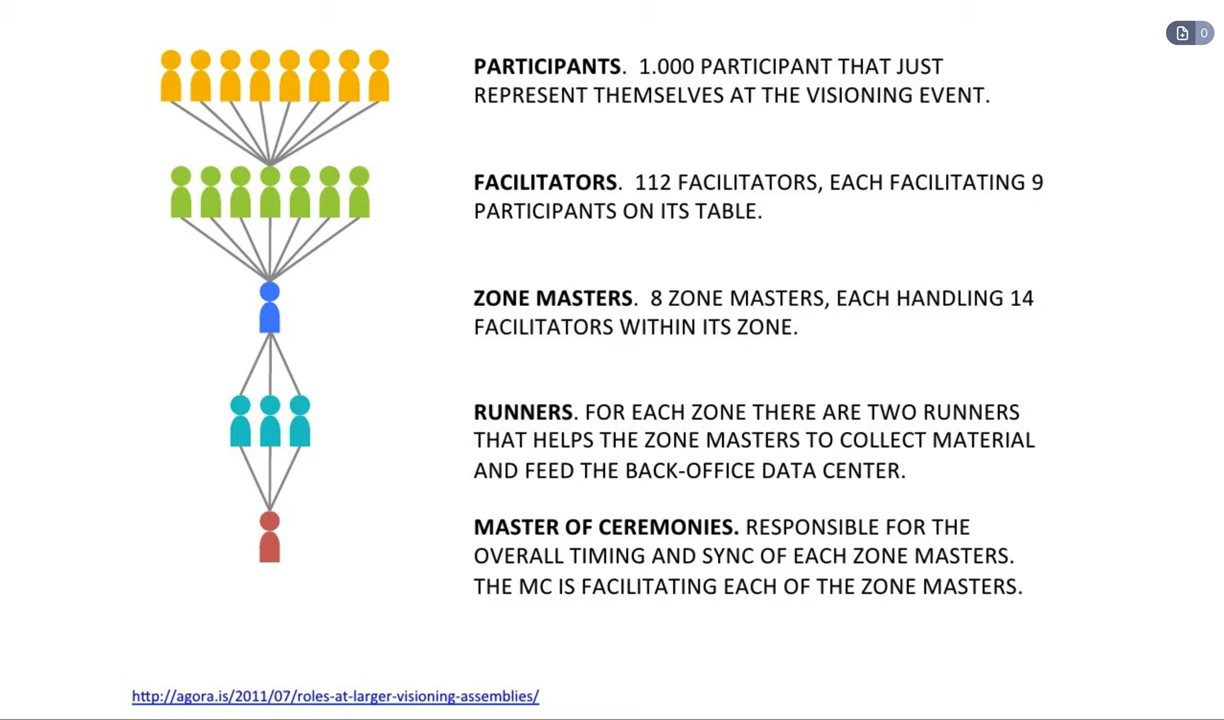 0
PARTICIPANTS.  1.000 PARTICIPANT THAT JUST
REPRESENT THEMSELVES AT THE VISIONING EVENT.
FACILITATORS.  112 FACILITATORS, EACH FACILITATING 9
PARTICIPANTS ON ITS TABLE.
ZONE MASTERS.  8 ZONE MASTERS, EACH HANDLING 14
FACILITATORS WITHIN ITS ZONE.
RUNNERS. FOR EACH ZONE THERE ARE TWO RUNNERS
THAT HELPS THE ZONE MASTERS TO COLLECT MATERIAL
AND FEED THE BACK-OFFICE DATA CENTER.
MASTER OF CEREMONIES. RESPONSIBLE FOR THE
OVERALL TIMING AND SYNC OF EACH ZONE MASTERS.
THE MC IS FACILITATING EACH OF THE ZONE MASTERS.
http://agora.is/2011/07/roles-at-larger-visioning-assemblies/